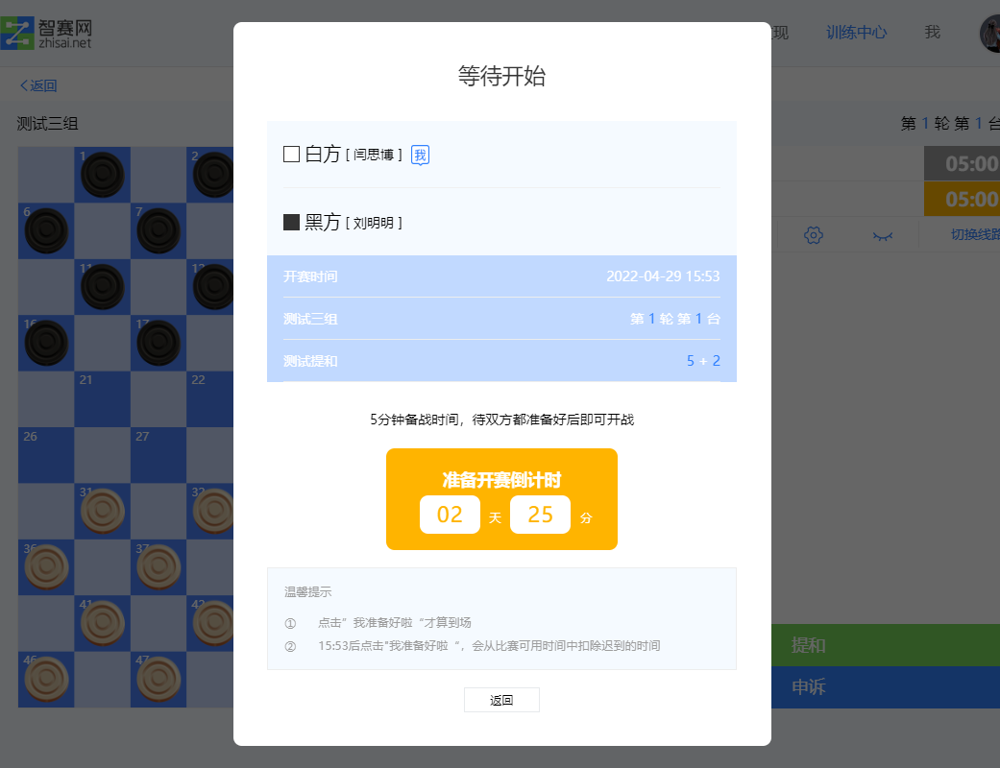 智赛网
zhisai.net
现
训练中心
我
返回
测试三组
第 1 轮 第 1 台
等待开始
白方 [ 闫思博 ] 我
黑方 [ 刘明明 ]
开赛时间 2022-04-29 15:53
测试三组 第 1 轮 第 1 台
测试提和 5 + 2
5分钟备战时间，待双方都准备好后即可开战
准备开赛倒计时
02 天 25 分
温馨提示
① 点击”我准备好啦“才算到场
② 15:53后点击"我准备好啦“，会从比赛可用时间中扣除迟到的时间
返回
05:00
05:00
切换线路
提和
申诉
1
2
6
7
11
12
16
17
21
22
26
27
31
32
36
37
41
42
46
47